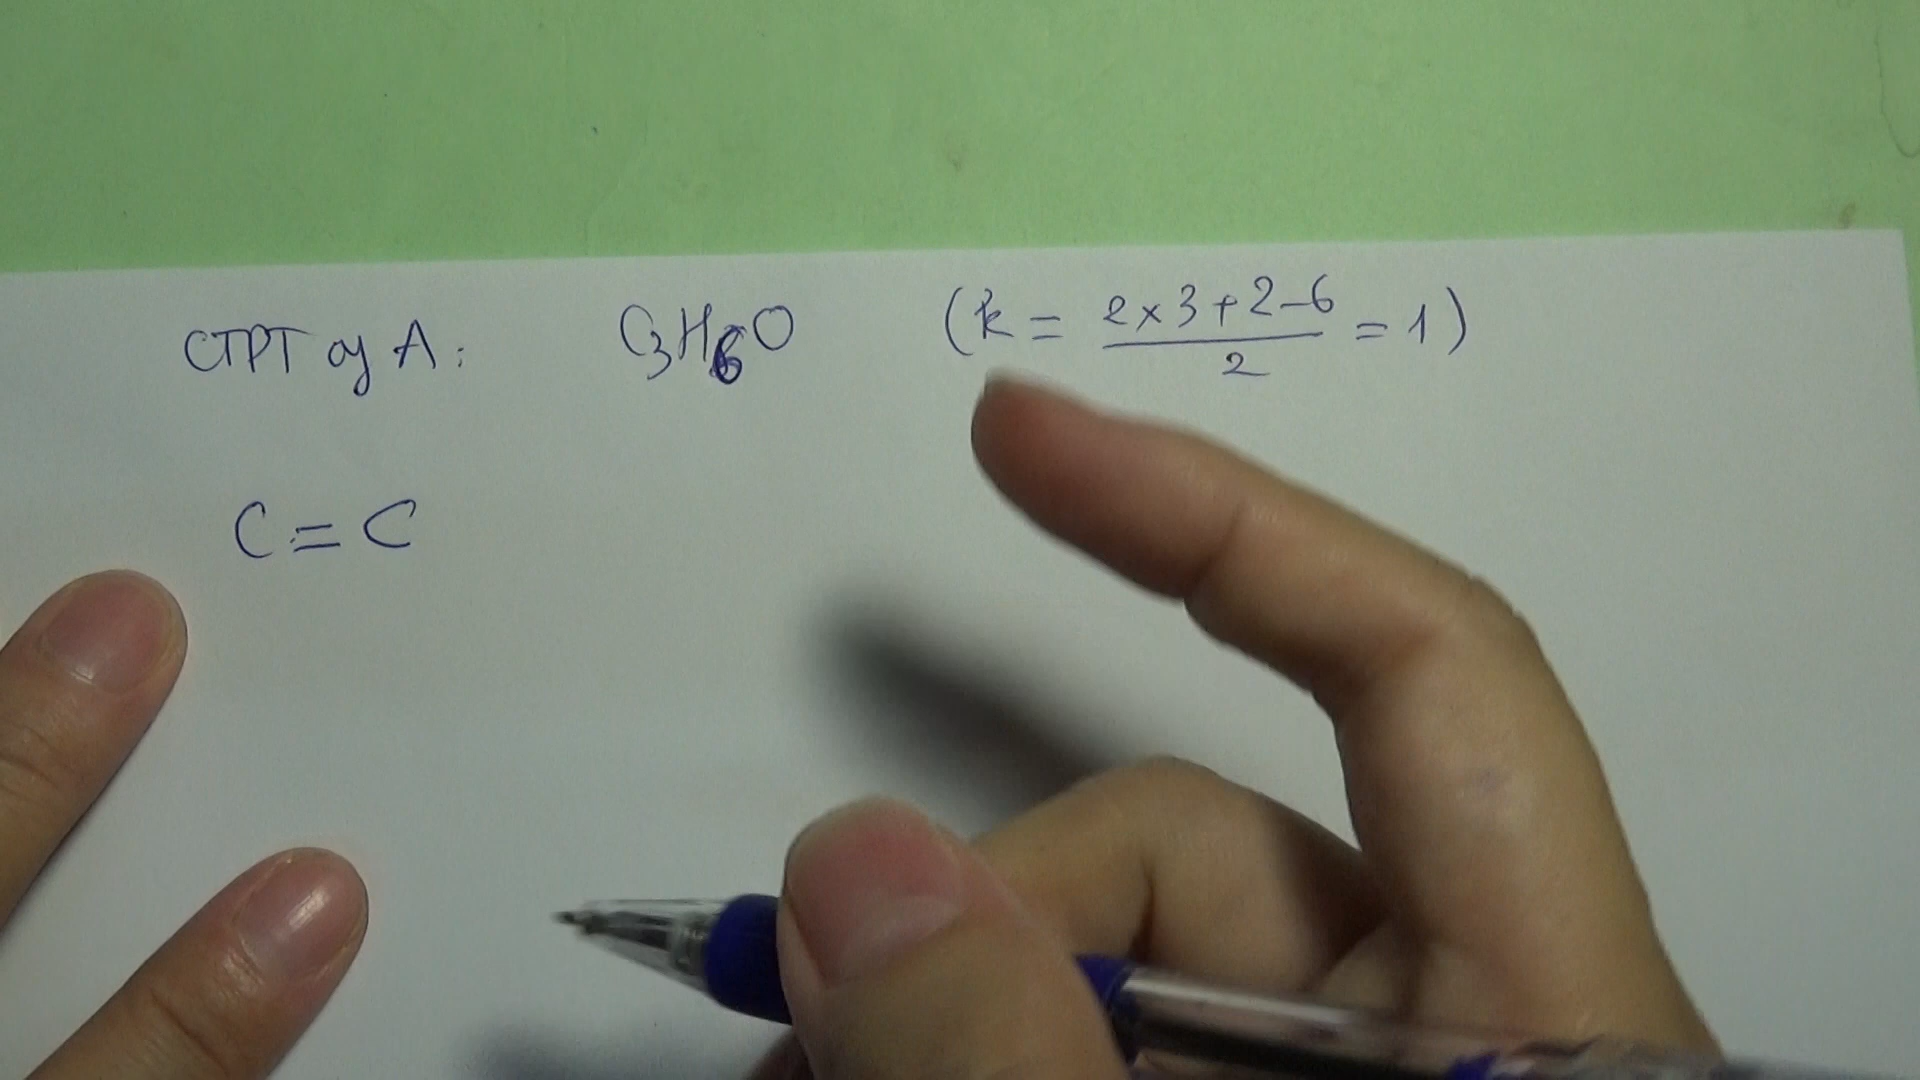 CTPT of A: C3H6O (k = (2x3+2-6)/2 = 1)
C = C